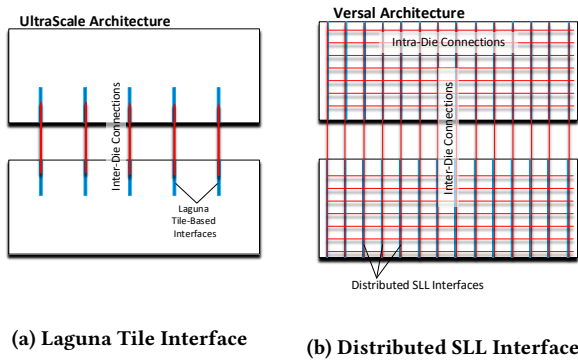 UltraScale Architecture
Inter-Die Connections
Laguna
Tile-Based
Interfaces
(a) Laguna Tile Interface
Versal Architecture
Intra-Die Connections
Inter-Die Connections
Distributed SLL Interfaces
(b) Distributed SLL Interface